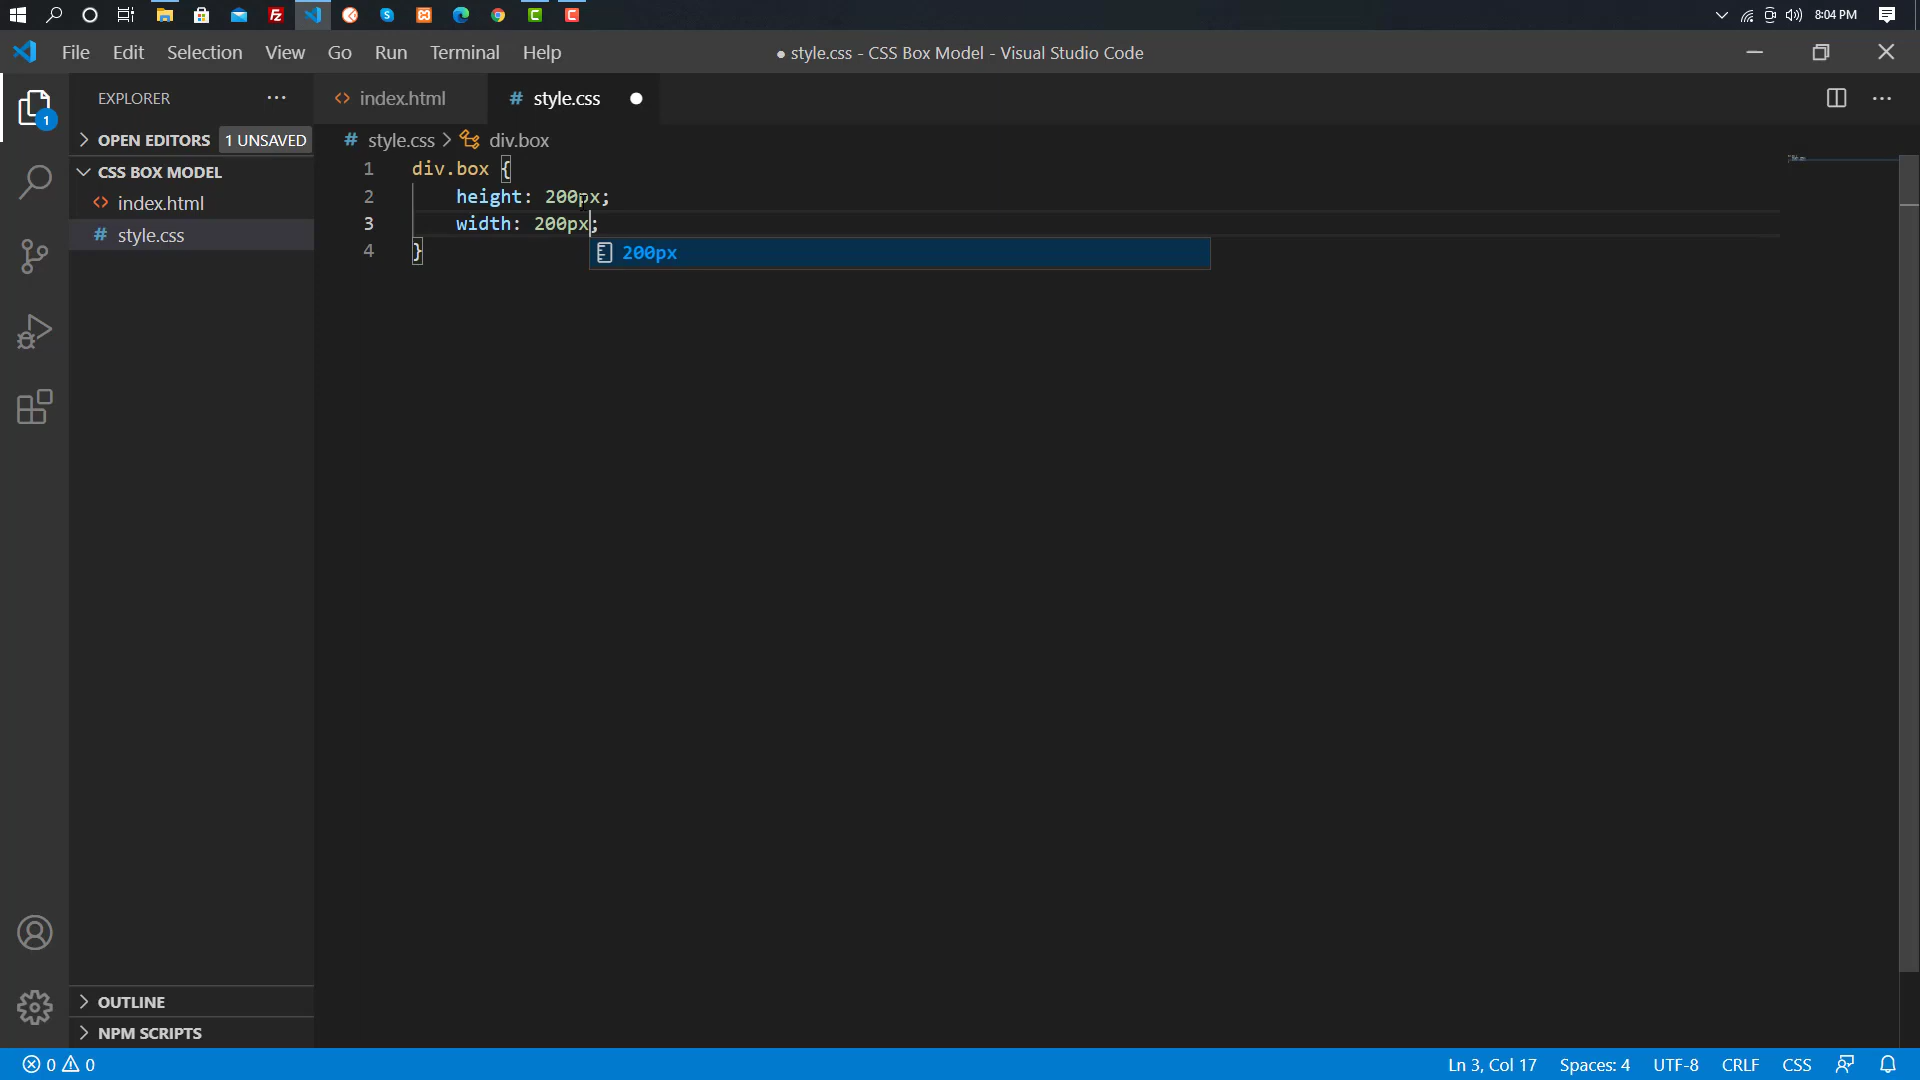 8:04 PM
File Edit Selection View Go Run Terminal Help
● style.css - CSS Box Model - Visual Studio Code
EXPLORER
index.html
# style.css
OPEN EDITORS 1 UNSAVED
# style.css > div.box
CSS BOX MODEL
index.html
# style.css
1 div.box {
2 height: 200px;
3 width: 200px;
4 }
200px
1
OUTLINE
NPM SCRIPTS
0 0
Ln 3, Col 17 Spaces: 4 UTF-8 CRLF CSS